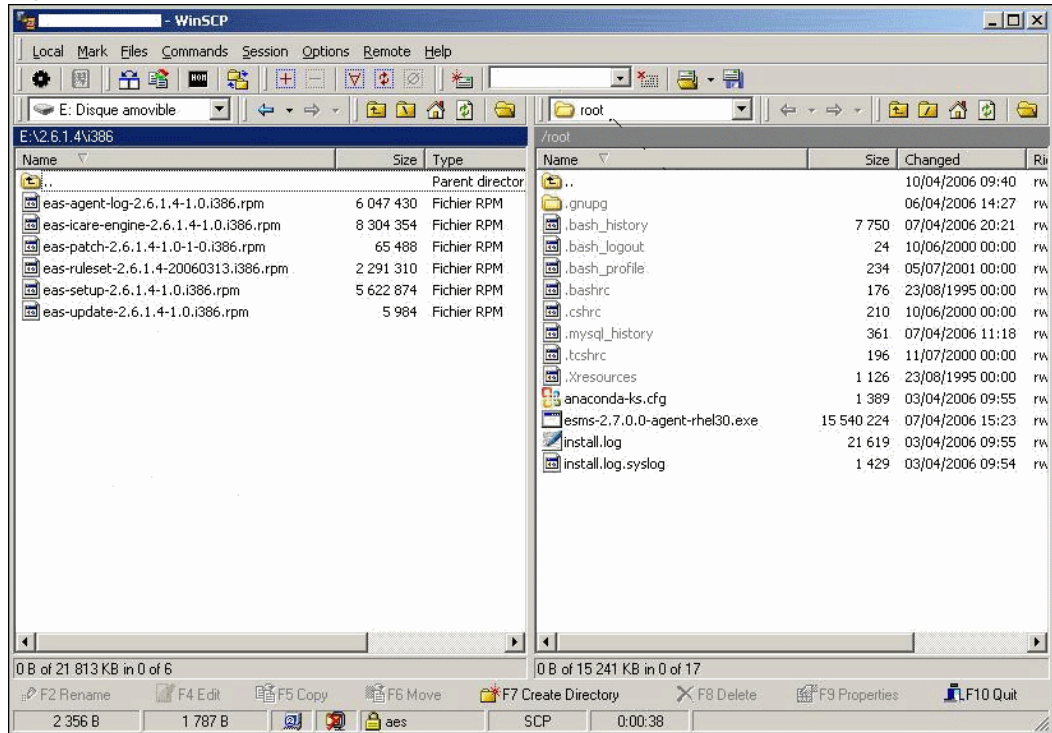 - WinSCP
Local Mark Files Commands Session Options Remote Help
E: Disque amovible
root
E:\2.6.1.4\i386
/root
Name Size Type
Name Size Changed Ri
.. Parent director
eas-agent-log-2.6.1.4-1.0.i386.rpm 6 047 430 Fichier RPM
eas-icare-engine-2.6.1.4-1.0.i386.rpm 8 304 354 Fichier RPM
eas-patch-2.6.1.4-1.0-1-0.i386.rpm 65 488 Fichier RPM
eas-ruleset-2.6.1.4-20060313.i386.rpm 2 291 310 Fichier RPM
eas-setup-2.6.1.4-1.0.i386.rpm 5 622 874 Fichier RPM
eas-update-2.6.1.4-1.0.i386.rpm 5 984 Fichier RPM
.. 10/04/2006 09:40 rw
.gnupg 06/04/2006 14:27 rw
.bash_history 7 750 07/04/2006 20:21 rw
.bash_logout 24 10/06/2000 00:00 rw
.bash_profile 234 05/07/2001 00:00 rw
.bashrc 176 23/08/1995 00:00 rw
.cshrc 210 10/06/2000 00:00 rw
.mysql_history 361 07/04/2006 11:18 rw
.tcshrc 196 11/07/2000 00:00 rw
.Xresources 1 126 23/08/1995 00:00 rw
anaconda-ks.cfg 1 389 03/04/2006 09:55 rw
esms-2.7.0.0-agent-rhel30.exe 15 540 224 07/04/2006 15:23 rw
install.log 21 619 03/04/2006 09:55 rw
install.log.syslog 1 429 03/04/2006 09:54 rw
0 B of 21 813 KB in 0 of 6
0 B of 15 241 KB in 0 of 17
F2 Rename F4 Edit F5 Copy F6 Move F7 Create Directory F8 Delete F9 Properties F10 Quit
2 356 B 1 787 B aes SCP 0:00:38